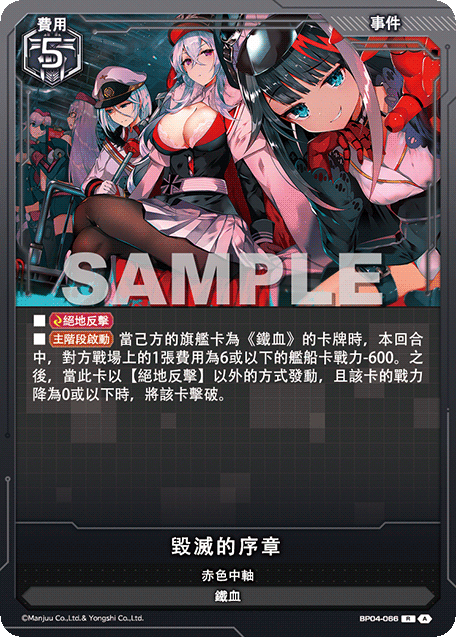 費用
事件
5
SAMPLE
■ 絕地反擊
■ 主階段啟動 當己方的旗艦卡為《鐵血》的卡牌時，本回合
中，對方戰場上的1張費用為6或以下的艦船卡戰力-600。之
後，當此卡以【絕地反擊】以外的方式發動，且該卡的戰力
降為0或以下時，將該卡擊破。
毀滅的序章
赤色中軸
鐵血
©Manjuu Co.,Ltd.& Yongshi Co.,Ltd.
BP04-066 R A